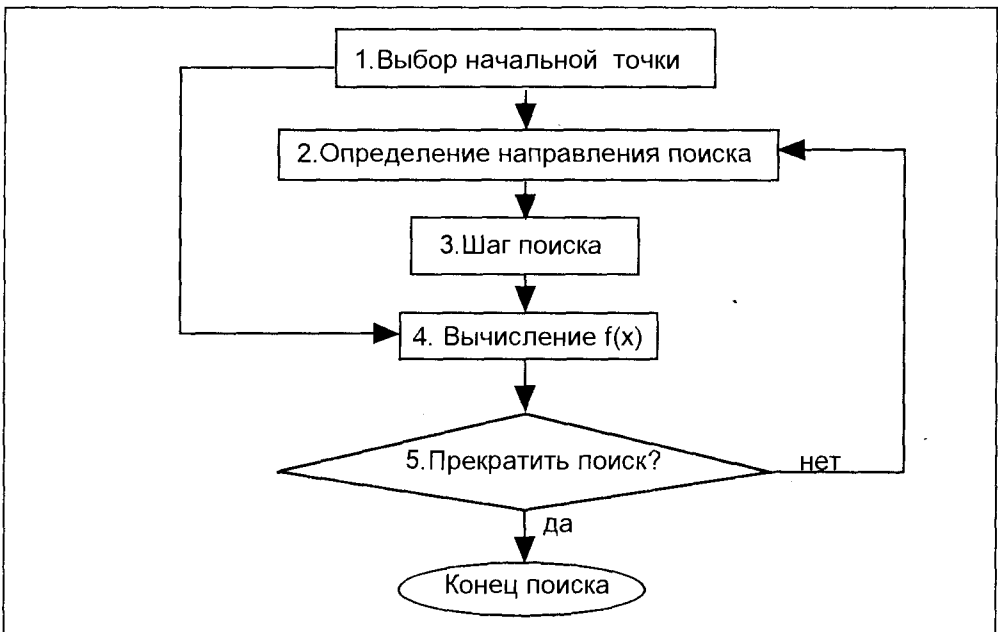 1.Выбор начальной точки
2.Определение направления поиска
3.Шаг поиска
4. Вычисление f(x)
5.Прекратить поиск?
нет
да
Конец поиска